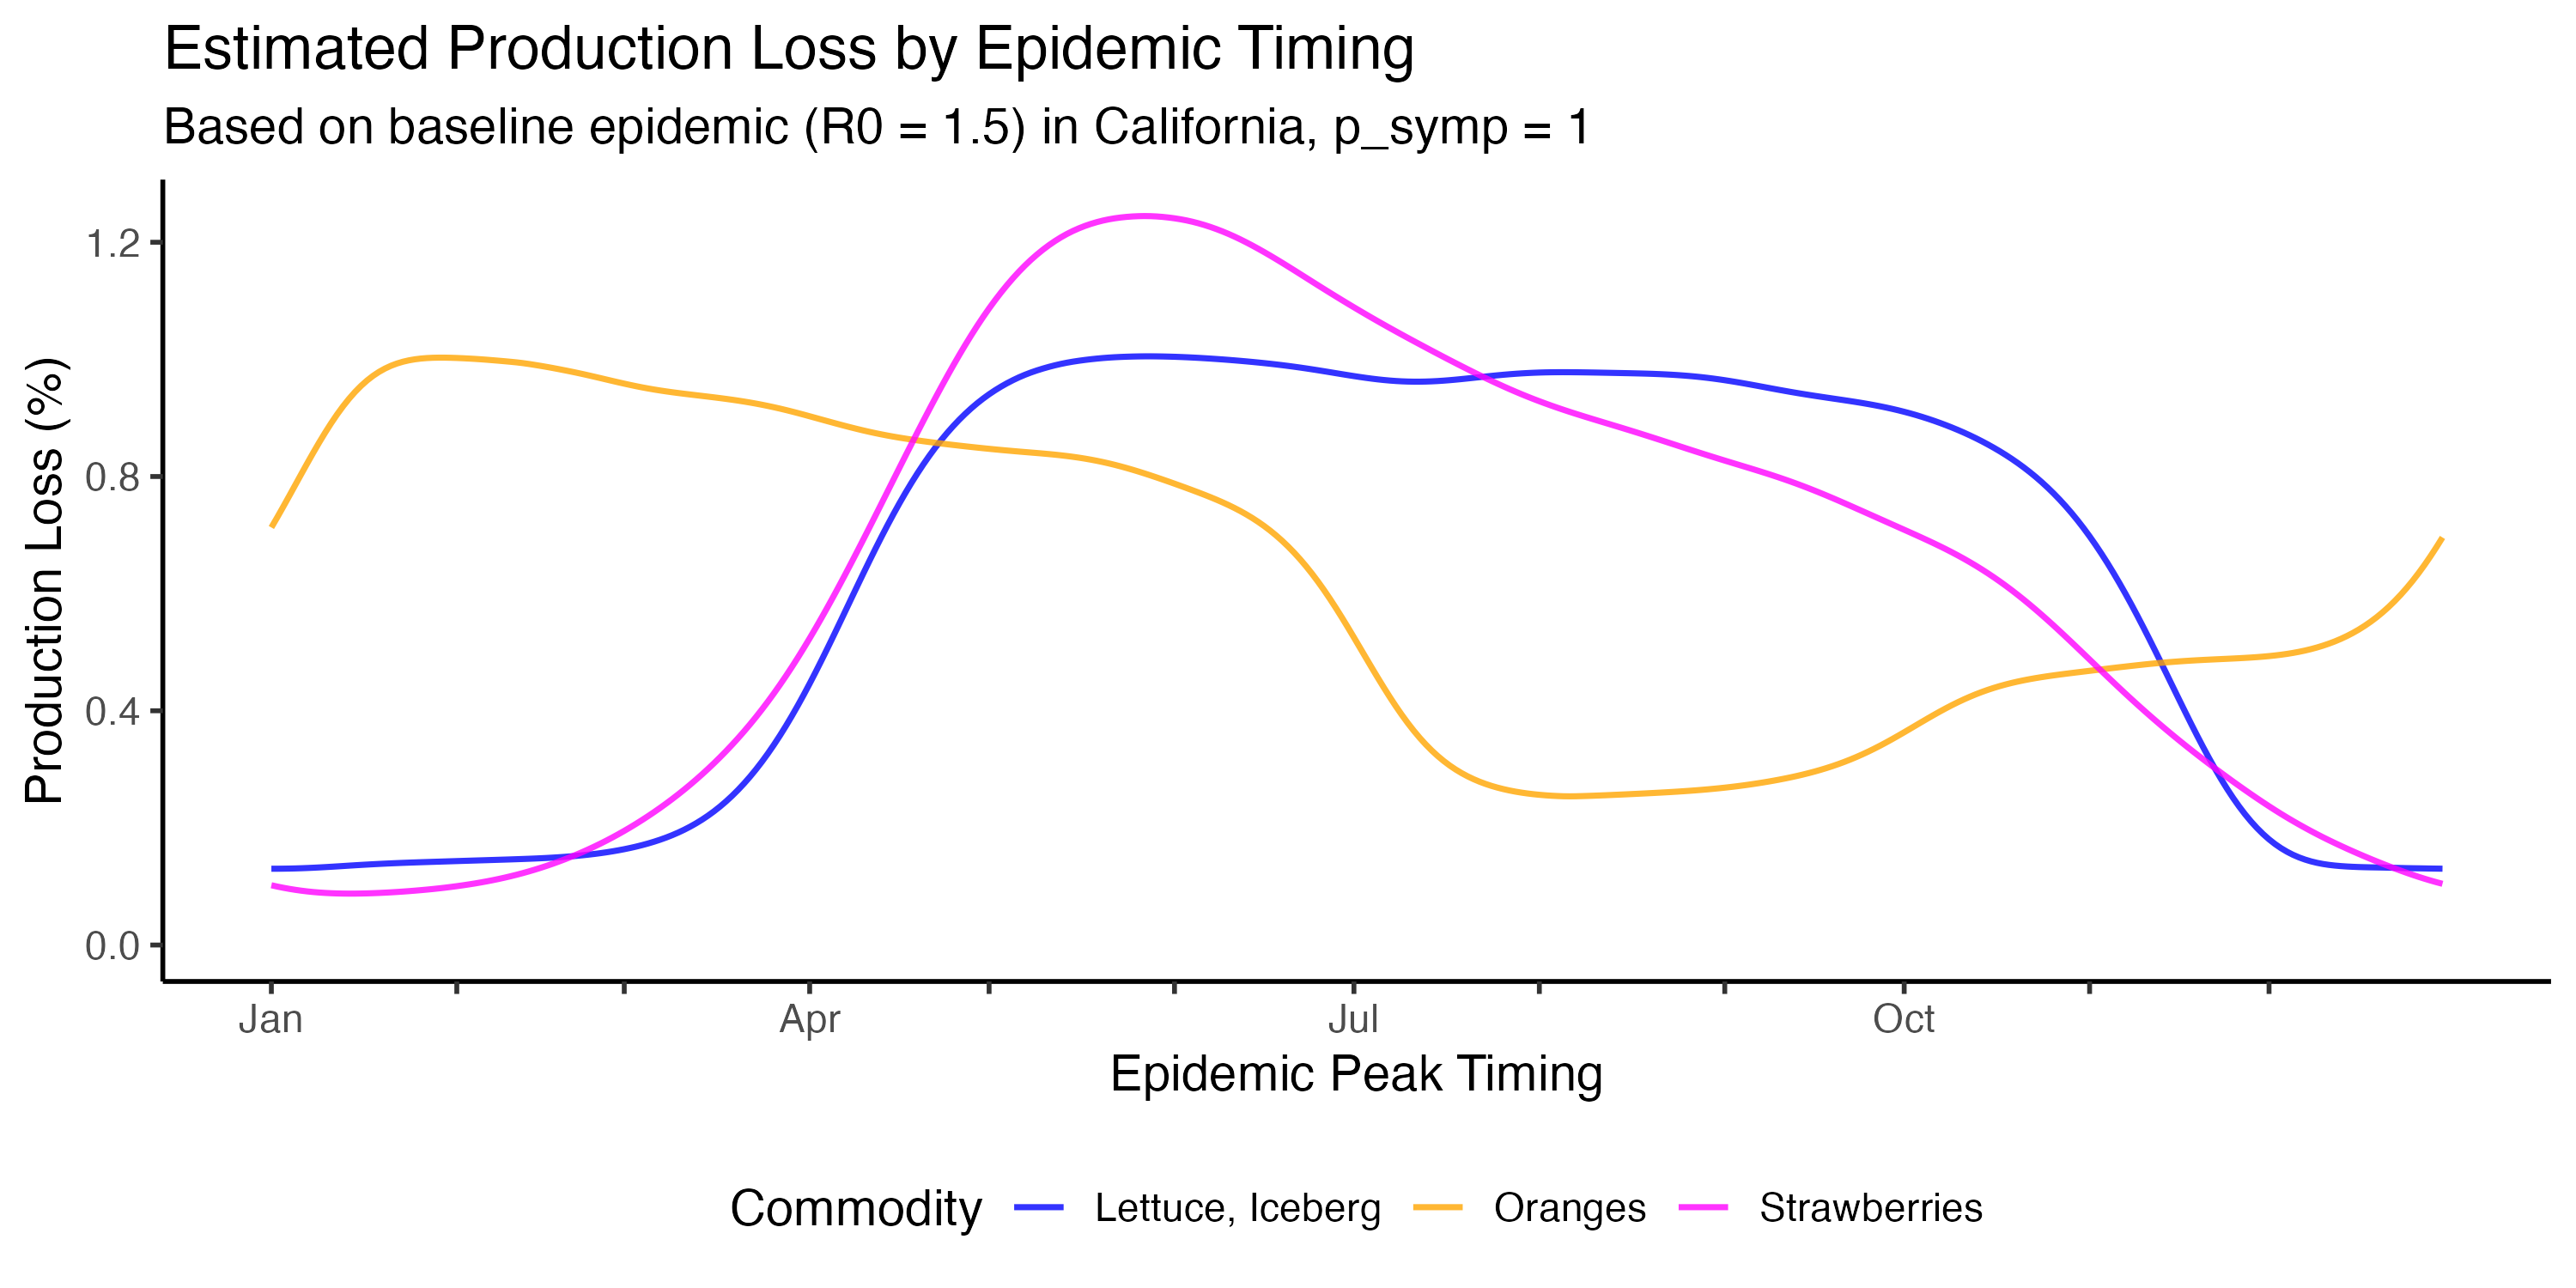 Estimated Production Loss by Epidemic Timing
Based on baseline epidemic (R0 = 1.5) in California, p_symp = 1
Production Loss (%)
1.2
0.8
0.4
0.0
Jan Apr Jul Oct
Epidemic Peak Timing
Commodity Lettuce, Iceberg Oranges Strawberries